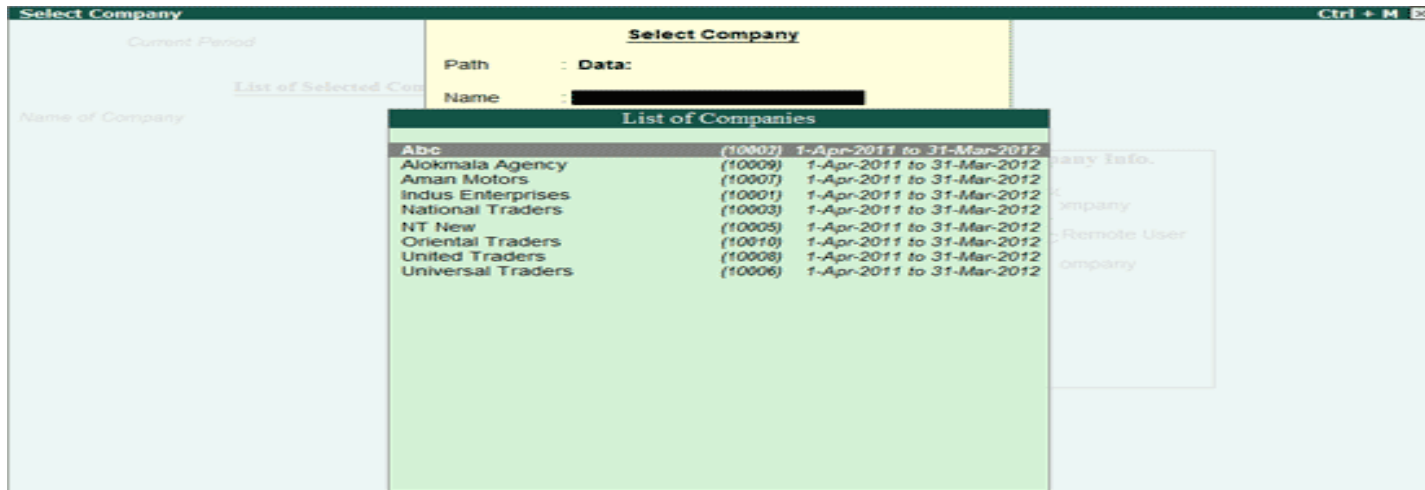 Select Company Ctrl + M
Current Period
Select Company
Path : Data:
List of Selected Com
Name :
Name of Company
List of Companies
Abc (10002) 1-Apr-2011 to 31-Mar-2012
Alokmala Agency (10009) 1-Apr-2011 to 31-Mar-2012
pany Info.
Aman Motors (10007) 1-Apr-2011 to 31-Mar-2012
Indus Enterprises (10001) 1-Apr-2011 to 31-Mar-2012
National Traders (10003) 1-Apr-2011 to 31-Mar-2012
ompany
NT New (10005) 1-Apr-2011 to 31-Mar-2012
Remote User
Oriental Traders (10010) 1-Apr-2011 to 31-Mar-2012
United Traders (10008) 1-Apr-2011 to 31-Mar-2012
ompany
Universal Traders (10006) 1-Apr-2011 to 31-Mar-2012